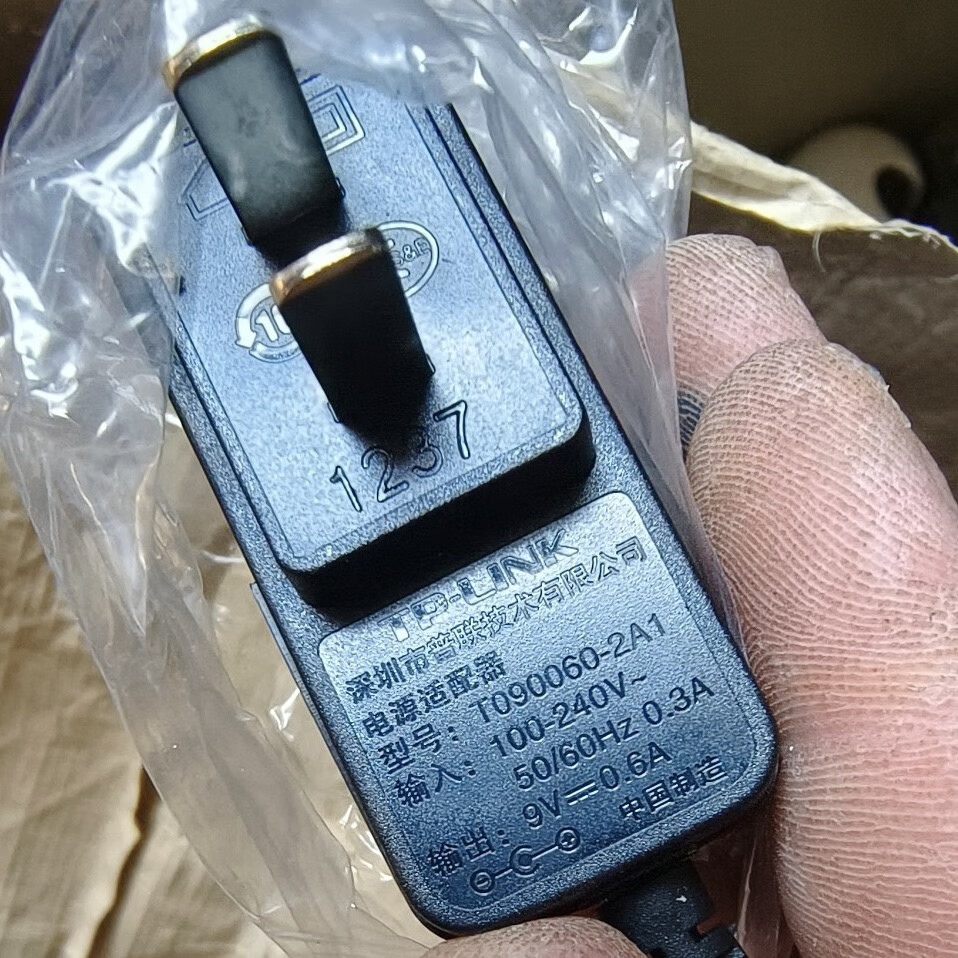 S&E
10
1237
TP-LINK
深圳市普联技术有限公司
电源适配器
型号: T090060-2A1
输入: 100-240V~
50/60Hz 0.3A
输出: 9V⎓0.6A
中国制造